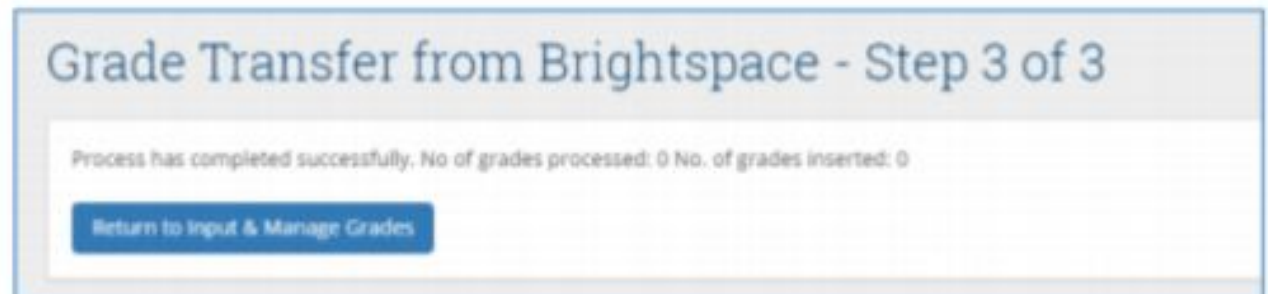 Grade Transfer from Brightspace - Step 3 of 3
Process has completed successfully. No of grades processed: 0 No. of grades inserted: 0
Return to Input & Manage Grades